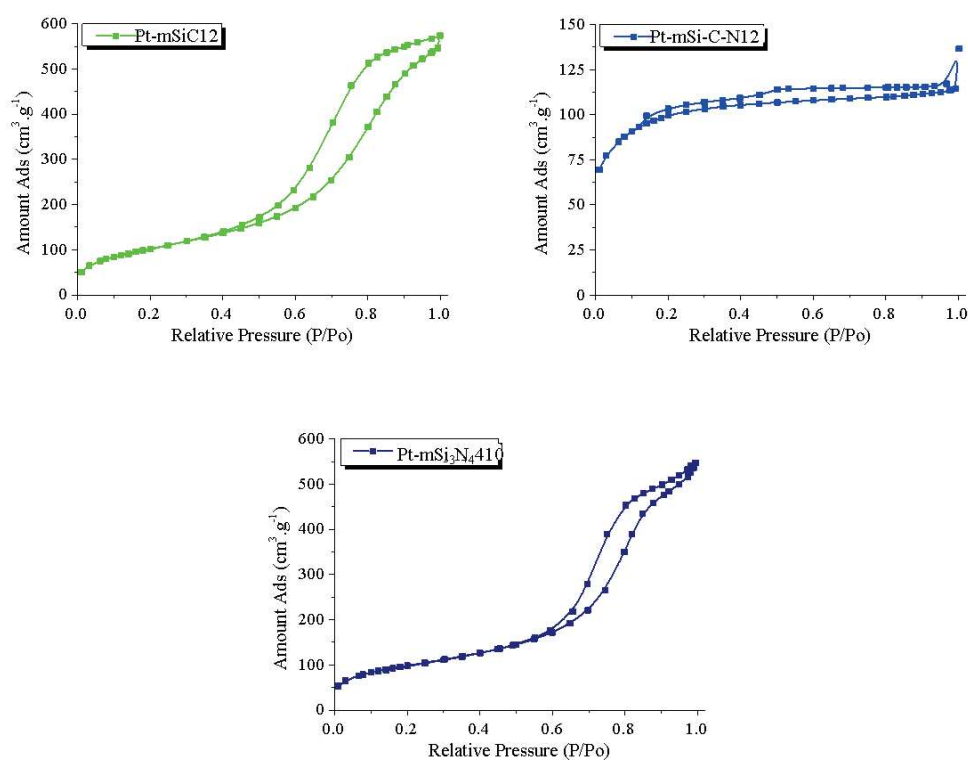 Pt-mSiC12
600
500
400
300
200
100
0
Amount Ads (cm³.g⁻¹)
0.0 0.2 0.4 0.6 0.8 1.0
Relative Pressure (P/Po)
Pt-mSi-C-N12
150
125
100
75
50
25
0
Amount Ads (cm³.g⁻¹)
0.0 0.2 0.4 0.6 0.8 1.0
Relative Pressure (P/Po)
Pt-mSi₃N₄410
600
500
400
300
200
100
0
Amount Ads (cm³.g⁻¹)
0.0 0.2 0.4 0.6 0.8 1.0
Relative Pressure (P/Po)